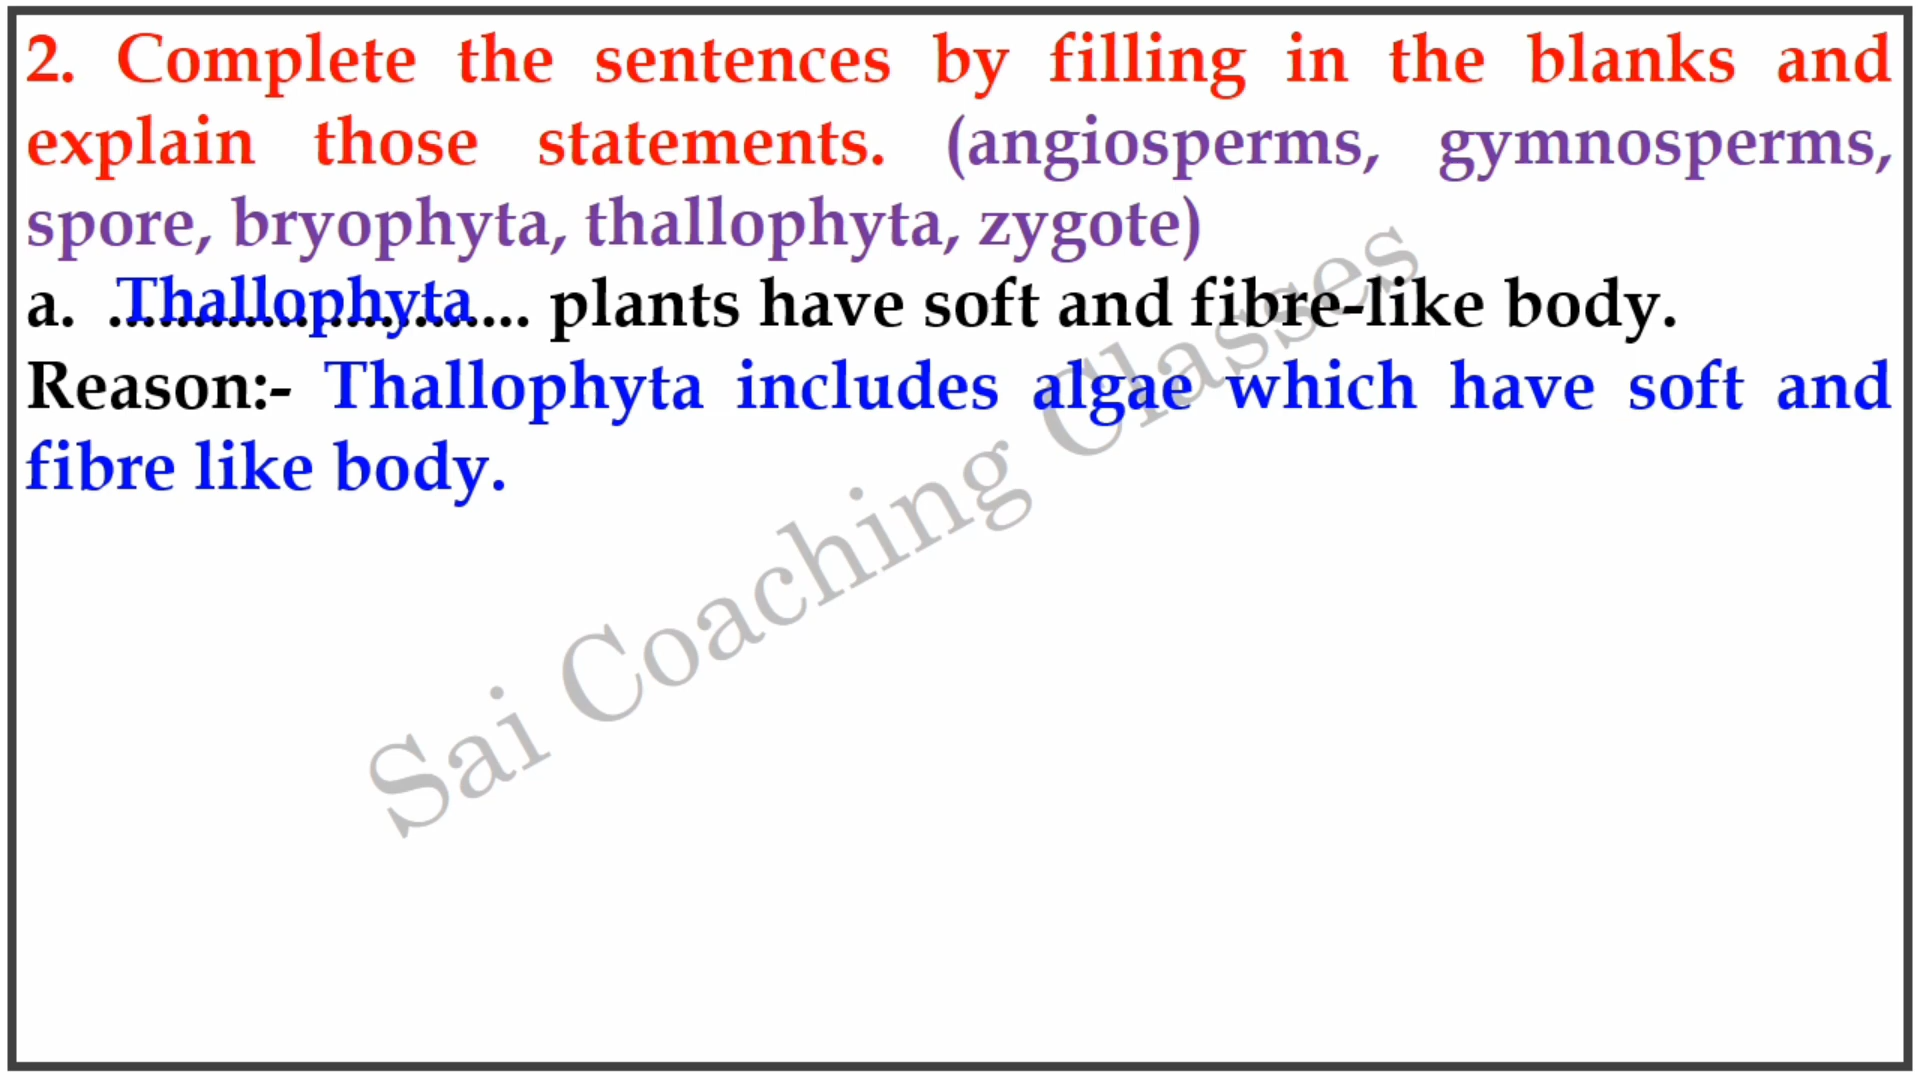 2. Complete the sentences by filling in the blanks and
explain those statements. (angiosperms, gymnosperms,
spore, bryophyta, thallophyta, zygote)
a. ...Thallophyta... plants have soft and fibre-like body.
Reason:- Thallophyta includes algae which have soft and
fibre like body.
Sai Coaching Classes